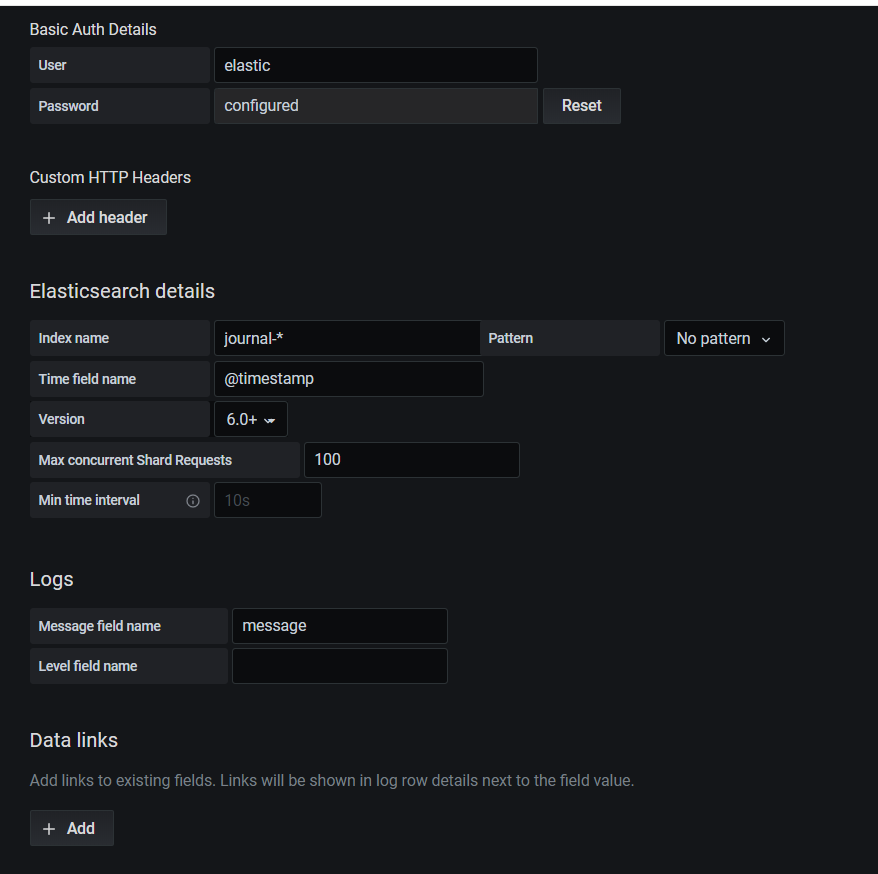 Basic Auth Details
User elastic
Password configured Reset
Custom HTTP Headers
+ Add header
Elasticsearch details
Index name journal-* Pattern No pattern
Time field name @timestamp
Version 6.0+
Max concurrent Shard Requests 100
Min time interval 10s
Logs
Message field name message
Level field name
Data links
Add links to existing fields. Links will be shown in log row details next to the field value.
+ Add